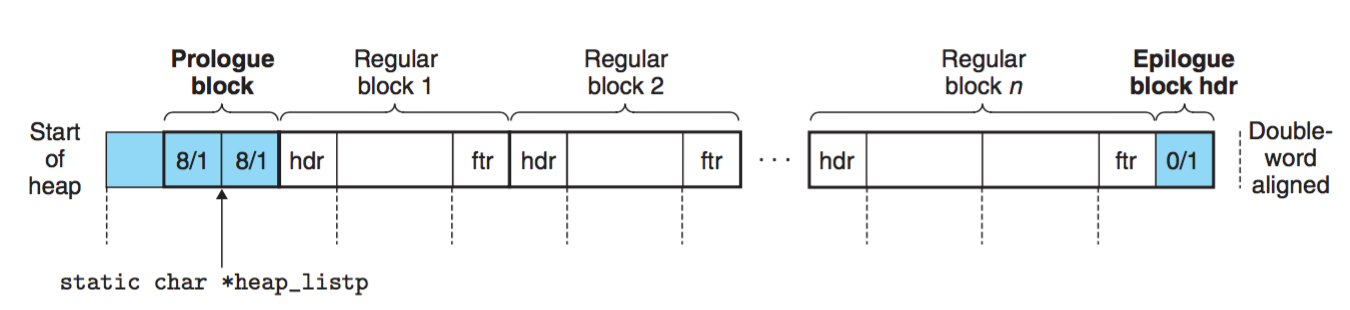 Prologue
block
Regular
block 1
Regular
block 2
Regular
block n
Epilogue
block hdr
Start
of
heap
8/1 8/1 hdr ftr hdr ftr ... hdr ftr 0/1
Double-
word
aligned
static char *heap_listp